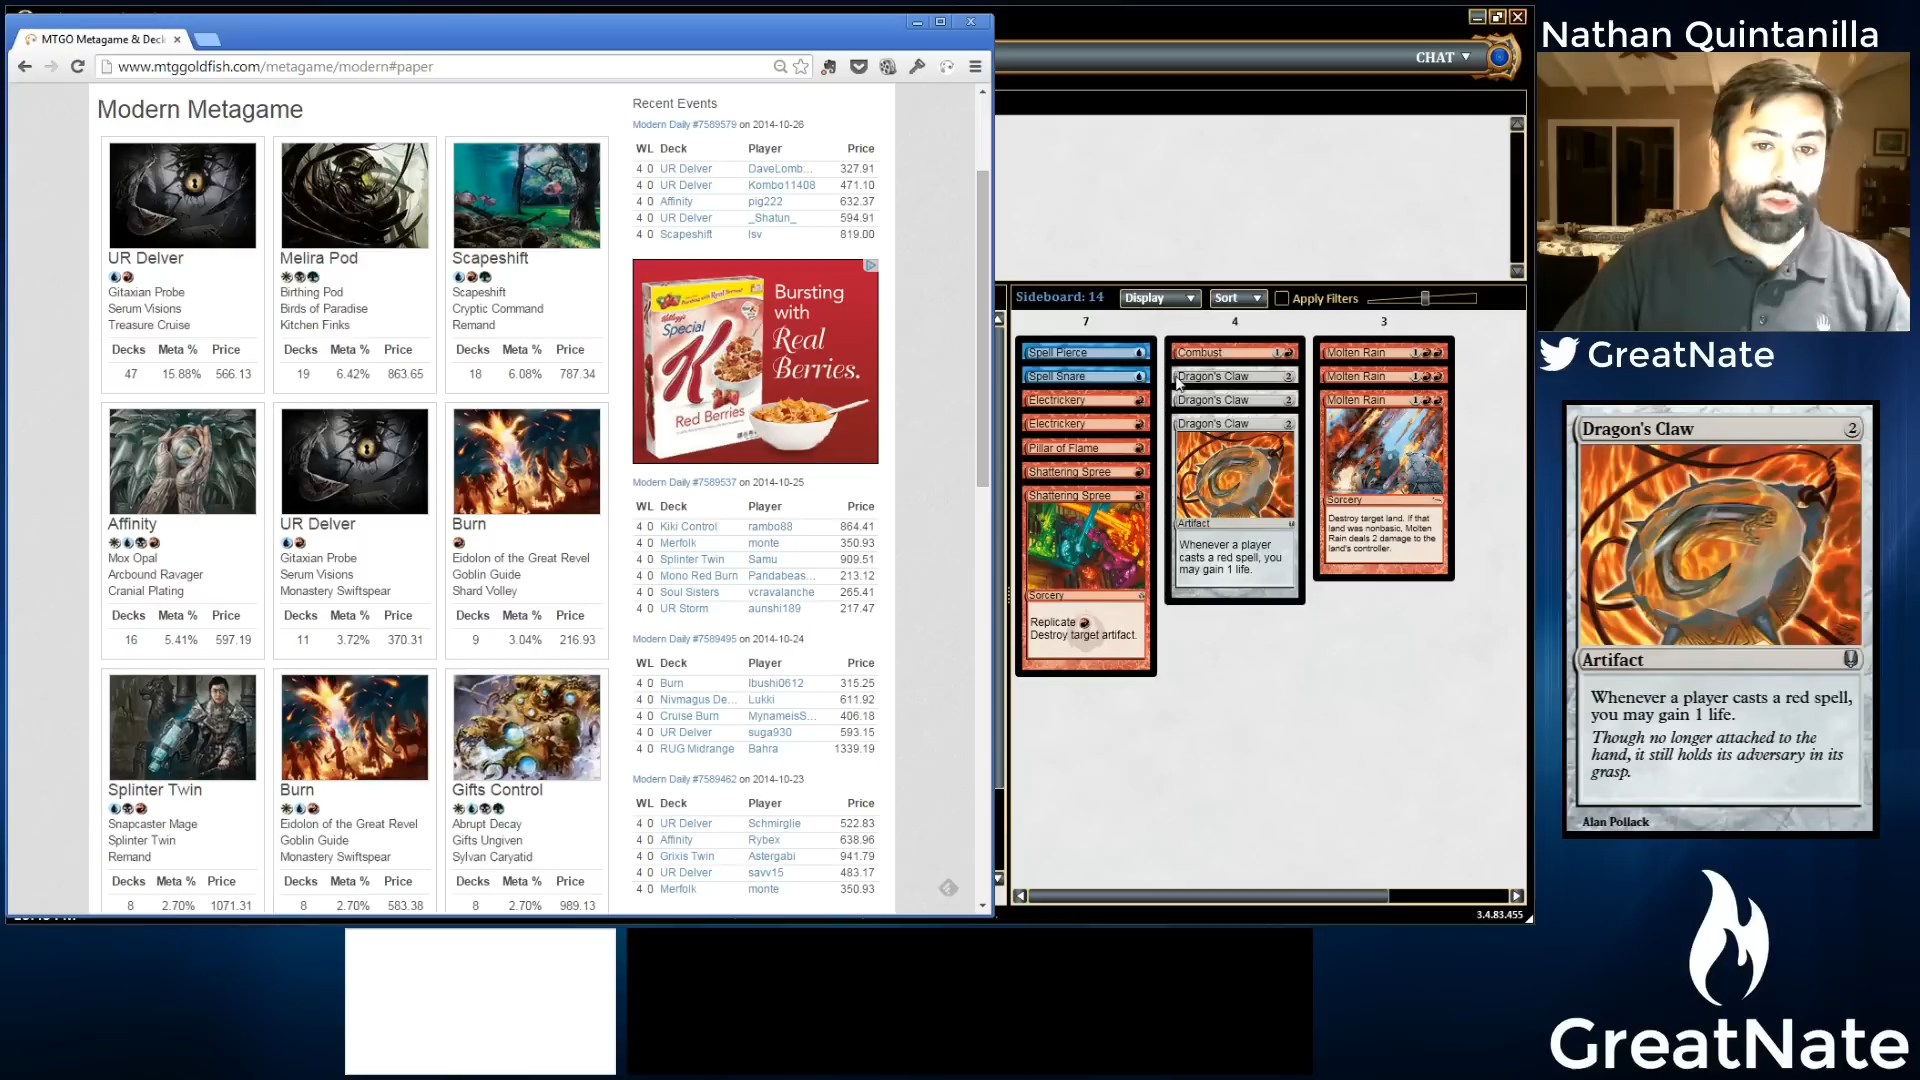 MTGO Metagame & Deck
www.mtggoldfish.com/metagame/modern#paper
Modern Metagame
UR Delver
Gitaxian Probe
Serum Visions
Treasure Cruise
Decks Meta % Price
47 15.88% 566.13
Melira Pod
Birthing Pod
Birds of Paradise
Kitchen Finks
Decks Meta % Price
19 6.42% 863.65
Scapeshift
Scapeshift
Cryptic Command
Remand
Decks Meta % Price
18 6.08% 787.34
Affinity
Mox Opal
Arcbound Ravager
Cranial Plating
Decks Meta % Price
16 5.41% 597.19
UR Delver
Gitaxian Probe
Serum Visions
Monastery Swiftspear
Decks Meta % Price
11 3.72% 370.31
Burn
Eidolon of the Great Revel
Goblin Guide
Shard Volley
Decks Meta % Price
9 3.04% 216.93
Splinter Twin
Snapcaster Mage
Splinter Twin
Remand
Decks Meta % Price
8 2.70% 1071.31
Burn
Eidolon of the Great Revel
Goblin Guide
Monastery Swiftspear
Decks Meta % Price
8 2.70% 583.38
Gifts Control
Abrupt Decay
Gifts Ungiven
Sylvan Caryatid
Decks Meta % Price
8 2.70% 989.13
Recent Events
Modern Daily #7589579 on 2014-10-26
WL Deck Player Price
4 0 UR Delver DaveLomb... 327.91
4 0 UR Delver Kombo11408 471.10
4 0 Affinity pig222 632.37
4 0 UR Delver _Shatun_ 594.91
4 0 Scapeshift lsv 819.00
Special K
Red Berries
Bursting
with
Real
Berries.
Modern Daily #7589537 on 2014-10-25
WL Deck Player Price
4 0 Kiki Control rambo88 864.41
4 0 Merfolk monte 350.93
4 0 Splinter Twin Samu 909.51
4 0 Mono Red Burn Pandabeas... 213.12
4 0 Soul Sisters vcravalanche 265.41
4 0 UR Storm aunshi189 217.47
Modern Daily #7589495 on 2014-10-24
WL Deck Player Price
4 0 Burn Ibushi0612 315.25
4 0 Nivmagus De... Lukki 611.92
4 0 Cruise Burn MynameisS... 406.18
4 0 UR Delver suga930 593.15
4 0 RUG Midrange Bahra 1339.19
Modern Daily #7589462 on 2014-10-23
WL Deck Player Price
4 0 UR Delver Schmirglie 522.83
4 0 Affinity Rybex 638.96
4 0 Grixis Twin Astergabi 941.79
4 0 UR Delver savv15 483.17
4 0 Merfolk monte 350.93
CHAT
Sideboard: 14 Display Sort Apply Filters
7 4 3
Spell Pierce
Spell Snare
Electrickery
Electrickery
Pillar of Flame
Shattering Spree
Shattering Spree
Sorcery
Replicate
Destroy target artifact.
Combust 1
Dragon's Claw 2
Dragon's Claw 2
Dragon's Claw 2
Artifact
Whenever a player
casts a red spell, you
may gain 1 life.
Molten Rain 1
Molten Rain 1
Molten Rain 1
Sorcery
Destroy target land. If that
land was nonbasic, Molten
Rain deals 2 damage to the
land's controller.
3.4.83.455
Nathan Quintanilla
GreatNate
Dragon's Claw 2
Artifact
Whenever a player casts a red spell,
you may gain 1 life.
Though no longer attached to the
hand, it still holds its adversary in its
grasp.
Alan Pollack
GreatNate